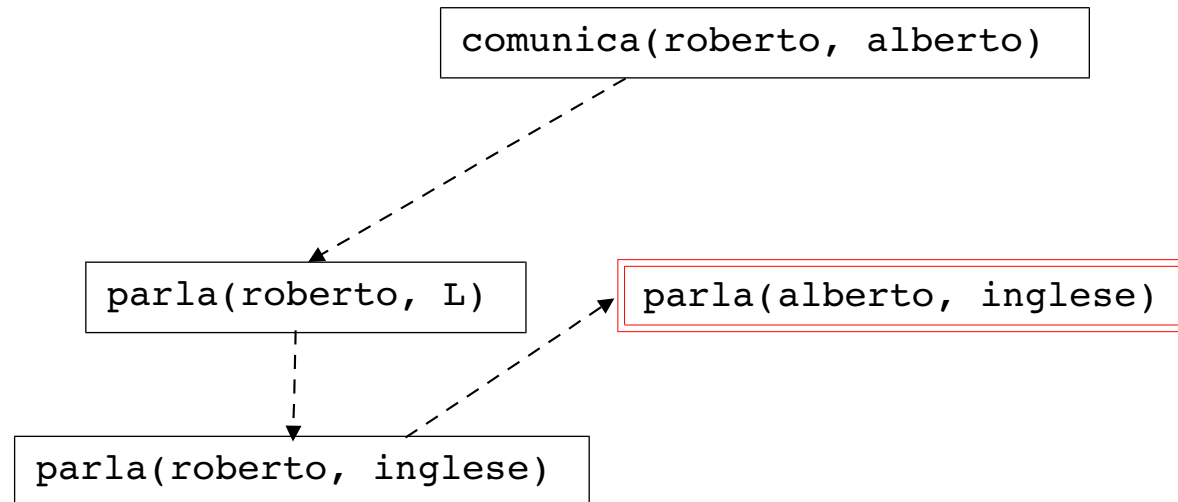 comunica(roberto, alberto)
parla(roberto, L)
parla(alberto, inglese)
parla(roberto, inglese)